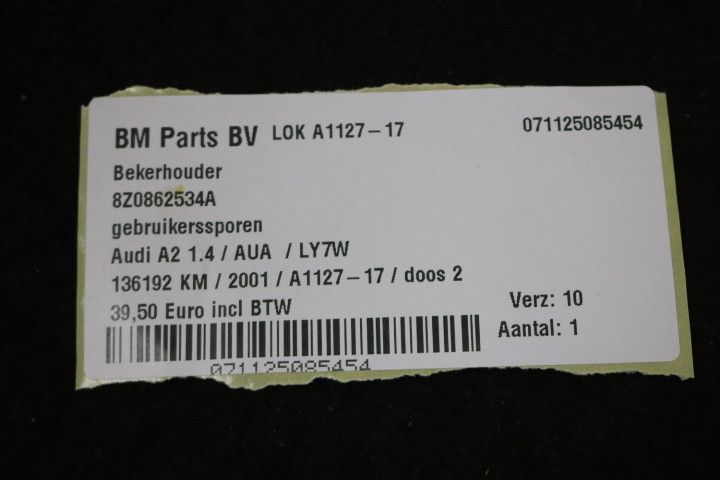 BM Parts BV LOK A1127-17 071125085454
Bekerhouder
8Z0862534A
gebruikerssporen
Audi A2 1.4 / AUA / LY7W
136192 KM / 2001 / A1127-17 / doos 2
39,50 Euro incl BTW
Verz: 10
Aantal: 1
071125085454